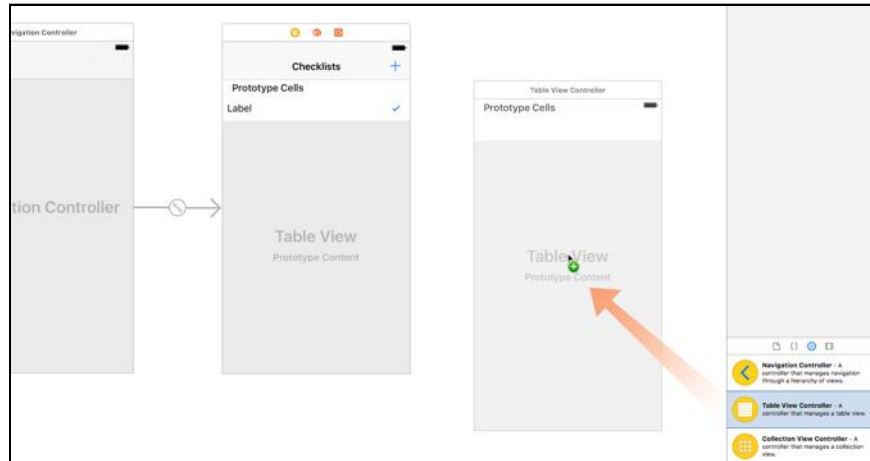 vigation Controller
Checklists
Prototype Cells
Label
tion Controller
Table View
Prototype Content
Table View Controller
Prototype Cells
Table View
Prototype Content
Navigation Controller - A
controller that manages navigation
through a hierarchy of views.
Table View Controller - A
controller that manages a table view.
Collection View Controller - A
controller that manages a collection
view.